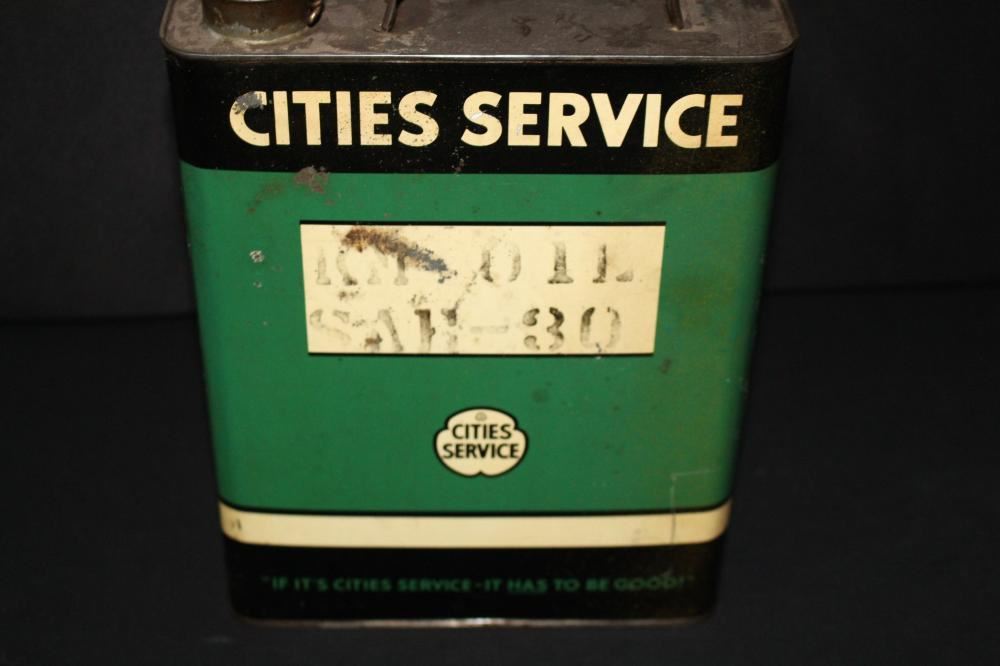 CITIES SERVICE
OIL
SAE-30
CITIES
SERVICE
"IF IT'S CITIES SERVICE-IT HAS TO BE GOOD!"